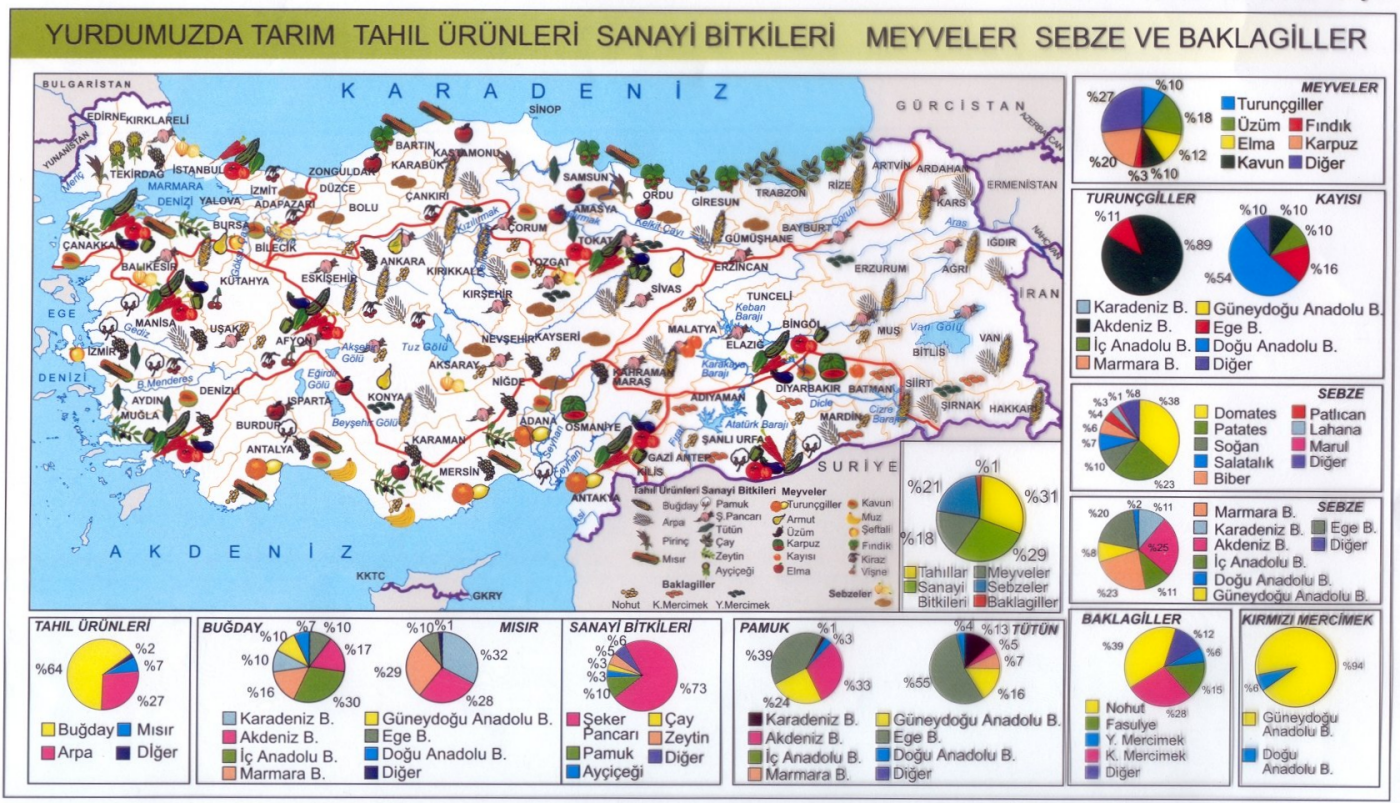 YURDUMUZDA TARIM TAHIL ÜRÜNLERİ SANAYİ BİTKİLERİ MEYVELER SEBZE VE BAKLAGİLLER
KARADENİZ
BULGARİSTAN
YUNANİSTAN
GÜRCİSTAN
AZERBAYCAN
ERMENİSTAN
NAHÇIVAN
İRAN
SURİYE
EGE
DENİZİ
MARMARA
DENİZİ
AKDENİZ
KKTC
GKRY
EDİRNE
KIRKLARELİ
TEKİRDAĞ
İSTANBUL
YALOVA
İZMİT
ADAPAZARI
DÜZCE
ZONGULDAK
BARTIN
KARABÜK
KASTAMONU
SİNOP
SAMSUN
ORDU
GİRESUN
TRABZON
RİZE
ARTVİN
ARDAHAN
KARS
BOLU
ÇANKIRI
ÇORUM
AMASYA
TOKAT
GÜMÜŞHANE
BAYBURT
IĞDIR
ÇANAKKALE
BURSA
BİLECİK
BALIKESİR
KÜTAHYA
ESKİŞEHİR
ANKARA
KIRIKKALE
YOZGAT
SİVAS
ERZİNCAN
ERZURUM
AĞRI
KIRŞEHİR
TUNCELİ
MANİSA
UŞAK
AFYON
NEVŞEHİR
KAYSERİ
MALATYA
ELAZIĞ
BİNGÖL
MUŞ
BİTLİS
VAN
İZMİR
AYDIN
DENİZLİ
MUĞLA
ISPARTA
BURDUR
KONYA
AKSARAY
NİĞDE
KAHRAMAN
MARAŞ
ADIYAMAN
DİYARBAKIR
BATMAN
SİİRT
ŞIRNAK
HAKKARİ
MARDİN
ANTALYA
KARAMAN
MERSİN
ADANA
OSMANİYE
GAZİ ANTEP
KİLİS
ŞANLI URFA
ANTAKYA
Meriç
Gediz
B.Menderes
Kızılırmak
Kelkit Çayı
Çoruh
Aras
Akşehir
Gölü
Tuz Gölü
Eğirdir
Gölü
Beyşehir Gölü
Van Gölü
Keban
Barajı
Karakaya
Barajı
Atatürk Barajı
Dicle
Cizre
Barajı
Fırat
Seyhan
Ceyhan
Tahıl Ürünleri
Buğday
Arpa
Pirinç
Mısır
Sanayi Bitkileri
Pamuk
Ş.Pancarı
Tütün
Çay
Zeytin
Ayçiçeği
Meyveler
Turunçgiller
Armut
Üzüm
Karpuz
Kayısı
Elma
Kavun
Muz
Şeftali
Fındık
Kiraz
Vişne
Baklagiller
Nohut
K.Mercimek
Y.Mercimek
Sebzeler
%1
%31
%29
%18
%21
Tahıllar
Sanayi
Bitkileri
Meyveler
Sebzeler
Baklagiller
MEYVELER
%10
%18
%12
%10
%3
%20
%27
Turunçgiller
Üzüm
Fındık
Elma
Karpuz
Kavun
Diğer
TURUNÇGİLLER
%11
%89
KAYISI
%10
%10
%10
%16
%54
Karadeniz B.
Akdeniz B.
İç Anadolu B.
Marmara B.
Güneydoğu Anadolu B.
Ege B.
Doğu Anadolu B.
Diğer
SEBZE
%3
%1
%8
%38
%4
%6
%7
%10
%23
Domates
Patates
Soğan
Salatalık
Biber
Patlıcan
Lahana
Marul
Diğer
SEBZE
%2
%11
%20
%25
%8
%23
%11
Marmara B.
Karadeniz B.
Akdeniz B.
İç Anadolu B.
Doğu Anadolu B.
Güneydoğu Anadolu B.
Ege B.
Diğer
TAHIL ÜRÜNLERİ
%64
%2
%7
%27
Buğday
Mısır
Arpa
Diğer
BUĞDAY
%7
%10
%10
%17
%10
%16
%30
MISIR
%10
%1
%32
%29
%28
Karadeniz B.
Akdeniz B.
İç Anadolu B.
Marmara B.
Güneydoğu Anadolu B.
Ege B.
Doğu Anadolu B.
Diğer
SANAYİ BİTKİLERİ
%6
%5
%3
%3
%10
%73
Şeker
Pancarı
Pamuk
Ayçiçeği
Çay
Zeytin
Diğer
PAMUK
%1
%3
%39
%33
%24
TÜTÜN
%4
%13
%5
%7
%16
%55
Karadeniz B.
Akdeniz B.
İç Anadolu B.
Marmara B.
Güneydoğu Anadolu B.
Ege B.
Doğu Anadolu B.
Diğer
BAKLAGİLLER
%39
%12
%6
%15
%28
Nohut
Fasulye
Y. Mercimek
K. Mercimek
Diğer
KIRMIZI MERCİMEK
%94
%6
Güneydoğu
Anadolu B.
Doğu
Anadolu B.